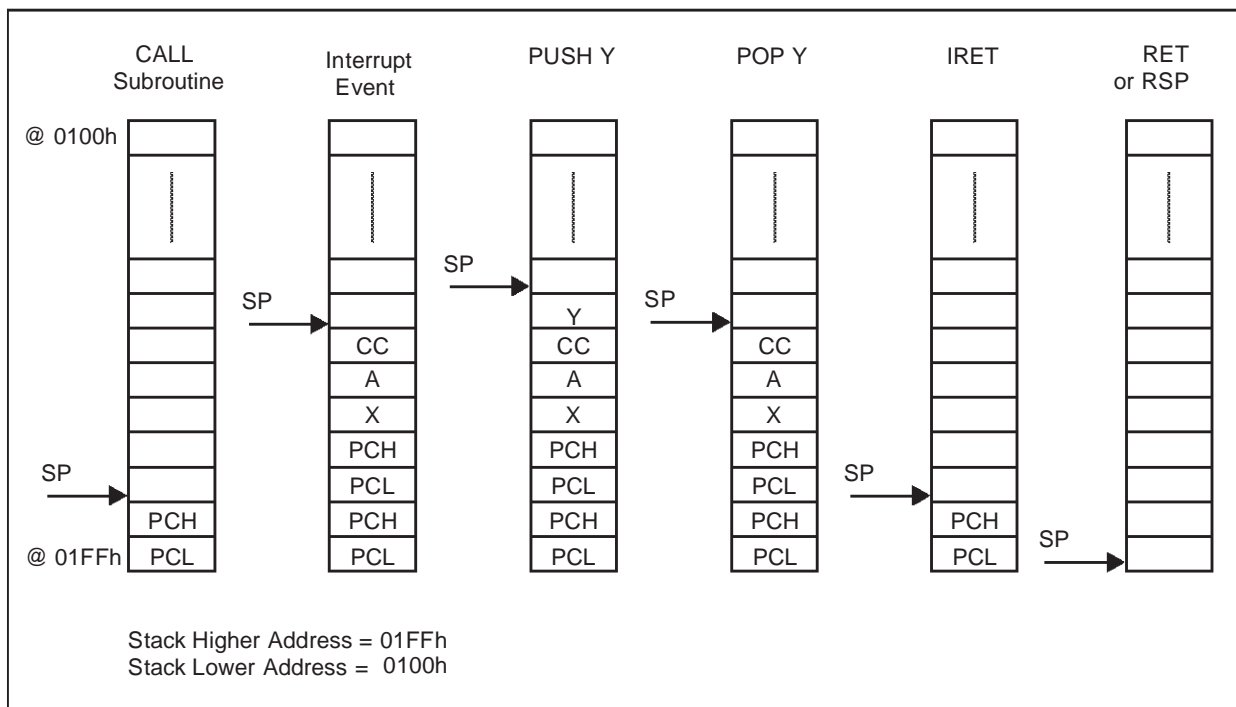 CALL
Subroutine
Interrupt
Event
PUSH Y
POP Y
IRET
RET
or RSP
@ 0100h
SP
PCH
@ 01FFh PCL
SP
CC
A
X
PCH
PCL
PCH
PCL
SP
Y
CC
A
X
PCH
PCL
PCH
PCL
SP
CC
A
X
PCH
PCL
PCH
PCL
SP
PCH
PCL
SP
Stack Higher Address = 01FFh
Stack Lower Address = 0100h